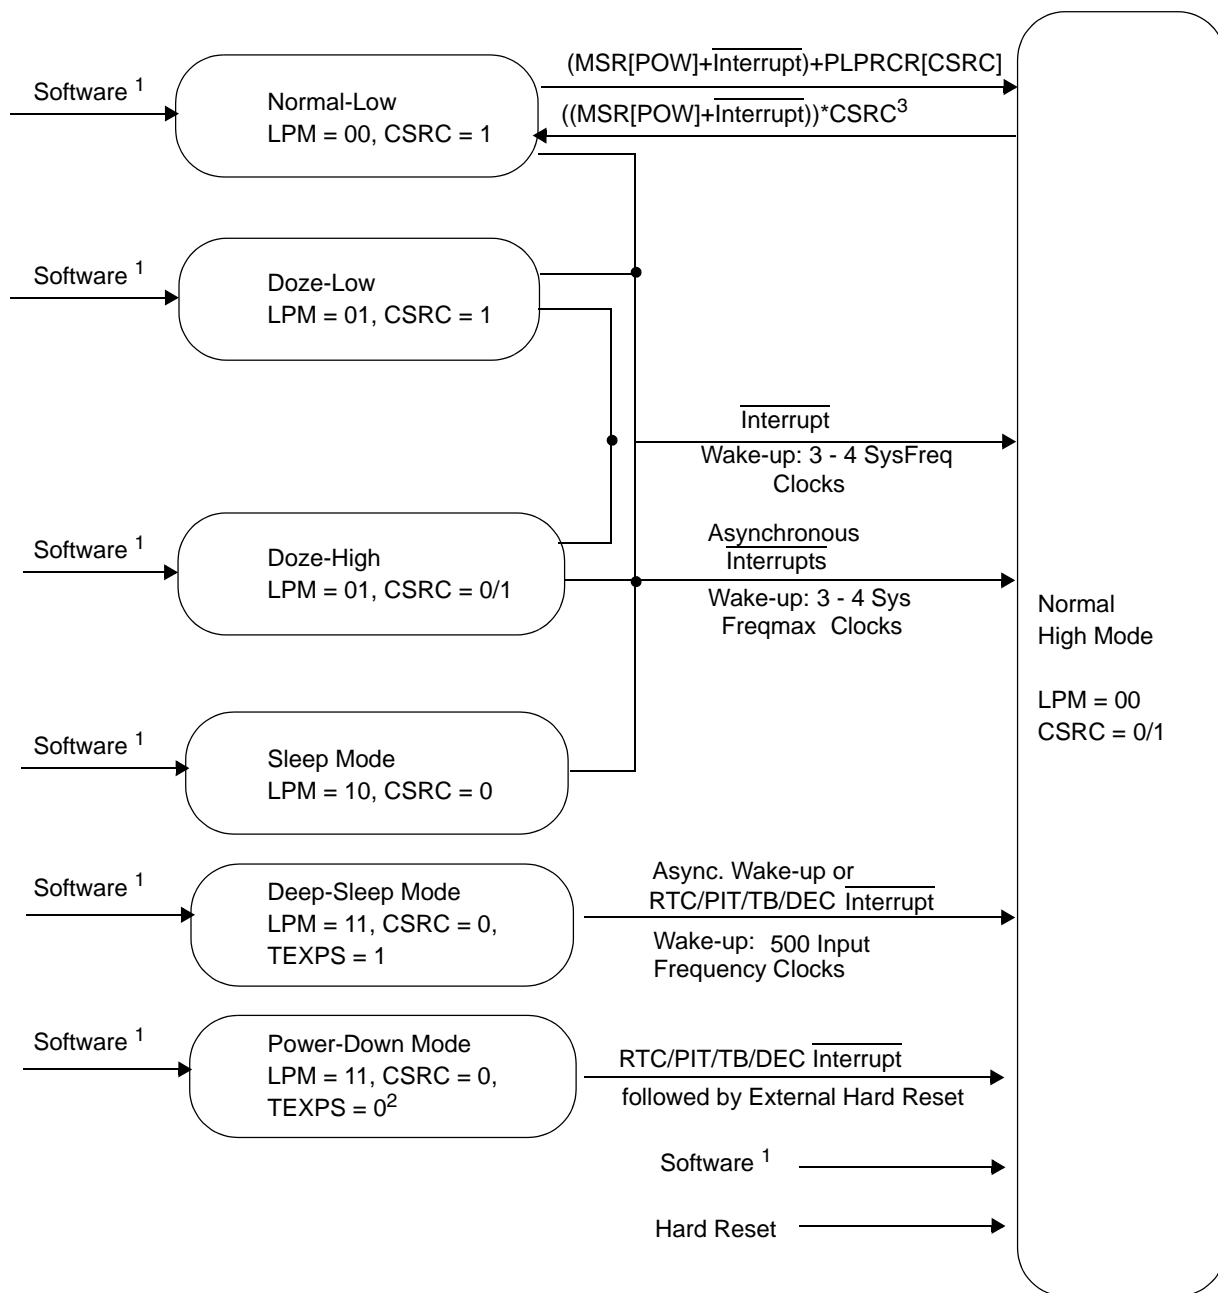 Software 1
Normal-Low
LPM = 00, CSRC = 1
(MSR[POW]+Interrupt)+PLPRCR[CSRC]
((MSR[POW]+Interrupt))*CSRC3
Software 1
Doze-Low
LPM = 01, CSRC = 1
Interrupt
Wake-up: 3 - 4 SysFreq
Clocks
Software 1
Doze-High
LPM = 01, CSRC = 0/1
Asynchronous
Interrupts
Wake-up: 3 - 4 Sys
Freqmax Clocks
Normal
High Mode
LPM = 00
CSRC = 0/1
Software 1
Sleep Mode
LPM = 10, CSRC = 0
Software 1
Deep-Sleep Mode
LPM = 11, CSRC = 0,
TEXPS = 1
Async. Wake-up or
RTC/PIT/TB/DEC Interrupt
Wake-up: 500 Input
Frequency Clocks
Software 1
Power-Down Mode
LPM = 11, CSRC = 0,
TEXPS = 02
RTC/PIT/TB/DEC Interrupt
followed by External Hard Reset
Software 1
Hard Reset